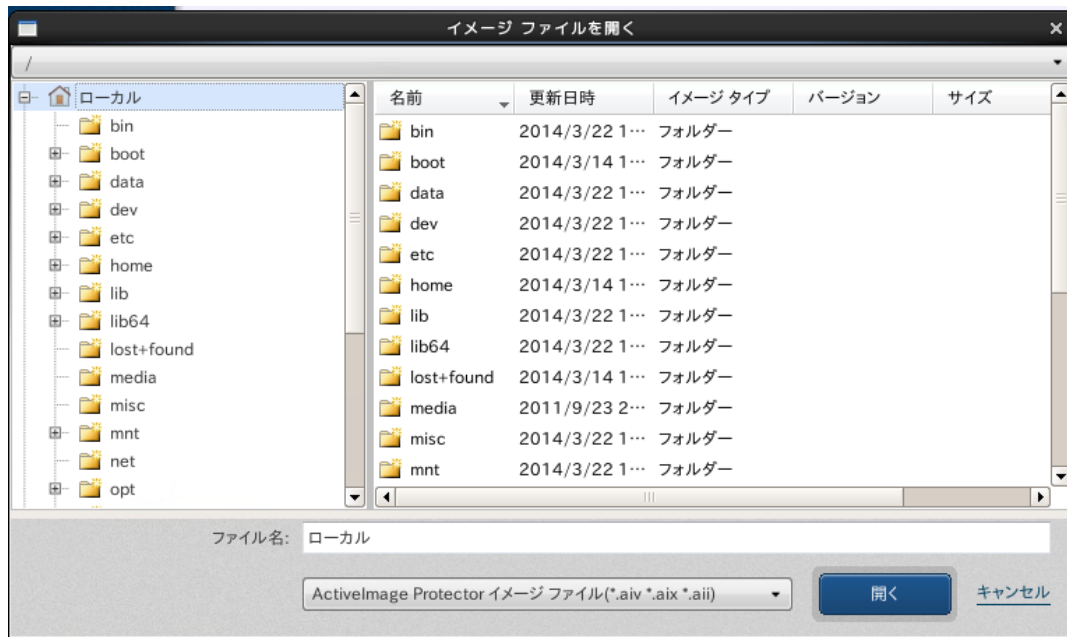 イメージ ファイルを開く
/
ローカル
bin
boot
data
dev
etc
home
lib
lib64
lost+found
media
misc
mnt
net
opt
名前 更新日時 イメージ タイプ バージョン サイズ
bin 2014/3/22 1… フォルダー
boot 2014/3/14 1… フォルダー
data 2014/3/22 1… フォルダー
dev 2014/3/22 1… フォルダー
etc 2014/3/22 1… フォルダー
home 2014/3/14 1… フォルダー
lib 2014/3/22 1… フォルダー
lib64 2014/3/22 1… フォルダー
lost+found 2014/3/14 1… フォルダー
media 2011/9/23 2… フォルダー
misc 2014/3/22 1… フォルダー
mnt 2014/3/22 1… フォルダー
ファイル名: ローカル
ActiveImage Protector イメージ ファイル(*.aiv *.aix *.aii)
開く
キャンセル